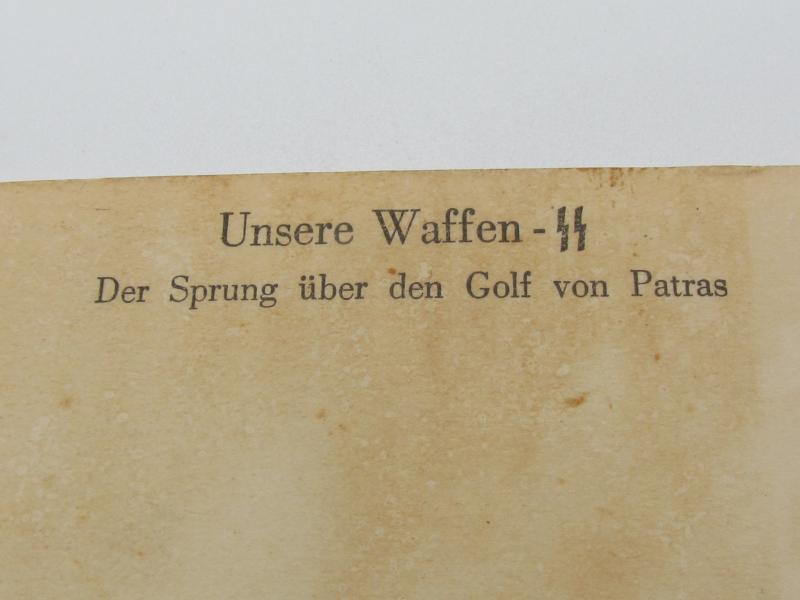 Unsere Waffen-ᛋᛋ
Der Sprung über den Golf von Patras